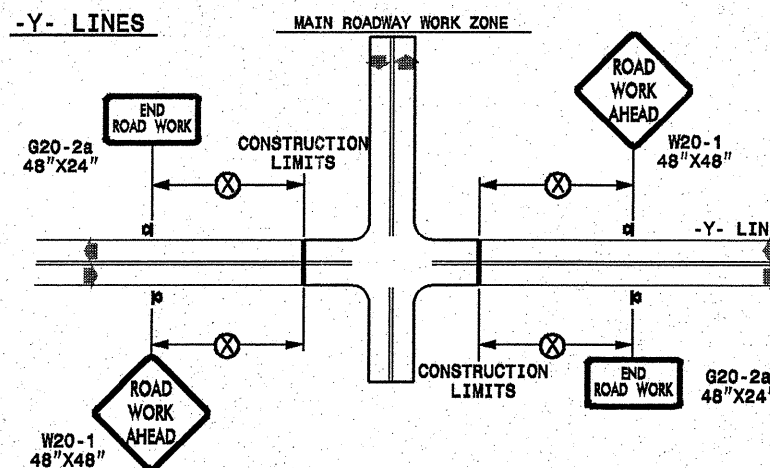 -Y- LINES
MAIN ROADWAY WORK ZONE
END
ROAD WORK
G20-2a
48"X24"
CONSTRUCTION
LIMITS
X
X
ROAD
WORK
AHEAD
W20-1
48"X48"
-Y- LIN
X
X
CONSTRUCTION
LIMITS
ROAD
WORK
AHEAD
W20-1
48"X48"
END
ROAD WORK
G20-2a
48"X24"